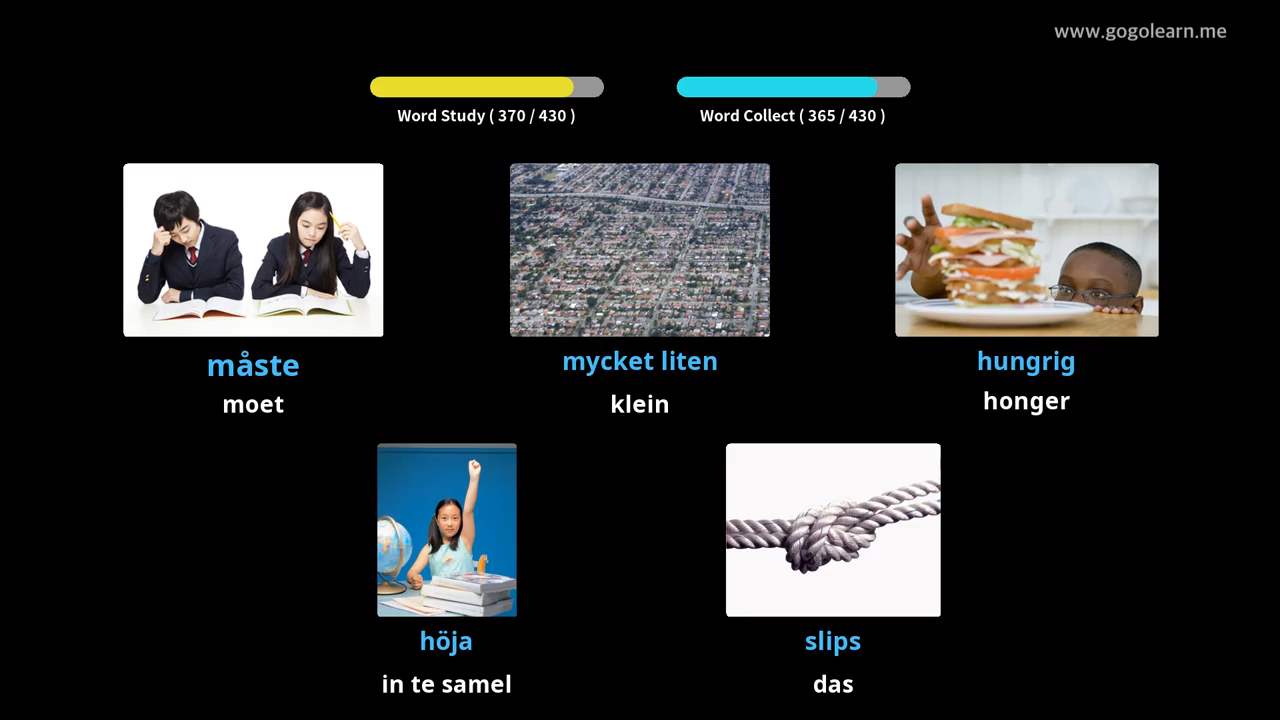 www.gogolearn.me
Word Study ( 370 / 430 )
Word Collect ( 365 / 430 )
måste
moet
mycket liten
klein
hungrig
honger
höja
in te samel
slips
das